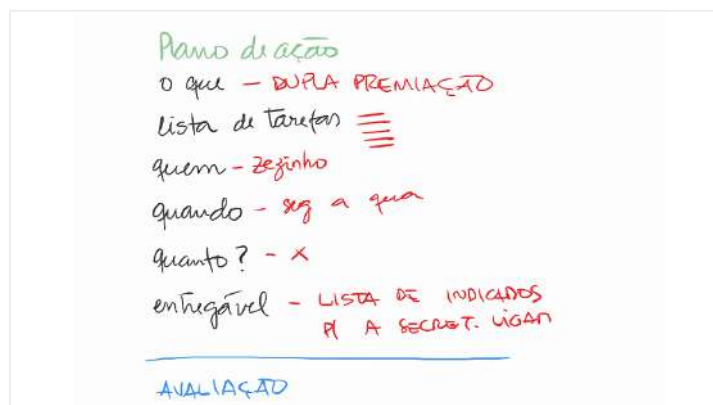 Plano de ação
o que - DUPLA PREMIAÇÃO
lista de tarefas
quem - Zezinho
quando - seg a qua
quanto? - x
entregável - LISTA DE INDICADOS
P/ A SECRET. LIGAR
AVALIAÇÃO